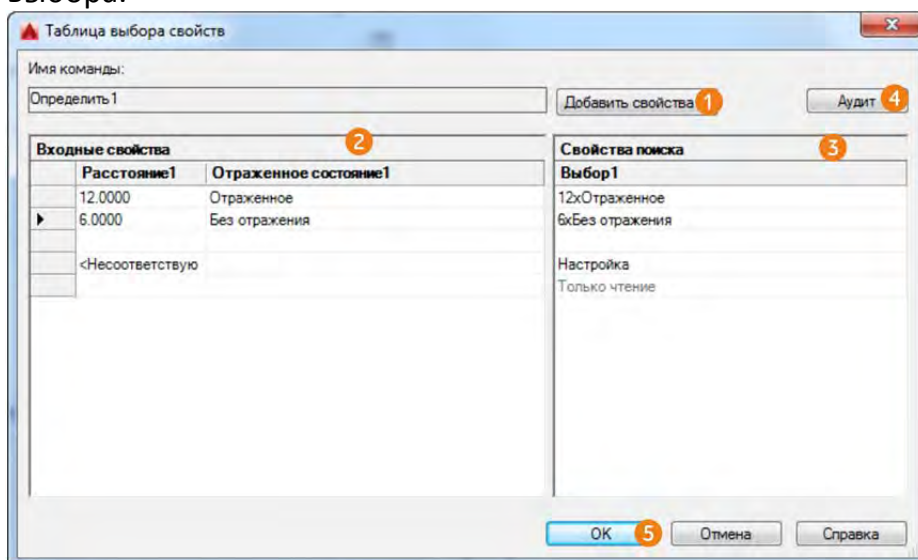 выбора.
Таблица выбора свойств
Имя команды:
Определить1
Добавить свойства 1
Аудит 4
Входные свойства 2
Свойства поиска 3
Расстояние1 Отраженное состояние1 Выбор1
12.0000 Отраженное 12хОтраженное
6.0000 Без отражения 6хБез отражения
<Несоответствую Настройка
Только чтение
OK 5 Отмена Справка